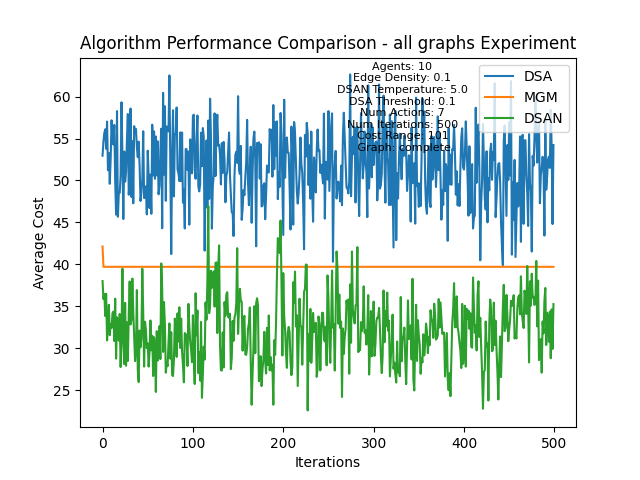 Algorithm Performance Comparison - all graphs Experiment
Agents: 10
Edge Density: 0.1
DSAN Temperature: 5.0
DSA Threshold: 0.1
Num Actions: 7
Num Iterations: 500
Cost Range: 101
Graph: complete
DSA
MGM
DSAN
Average Cost
60
55
50
45
40
35
30
25
0
100
200
300
400
500
Iterations